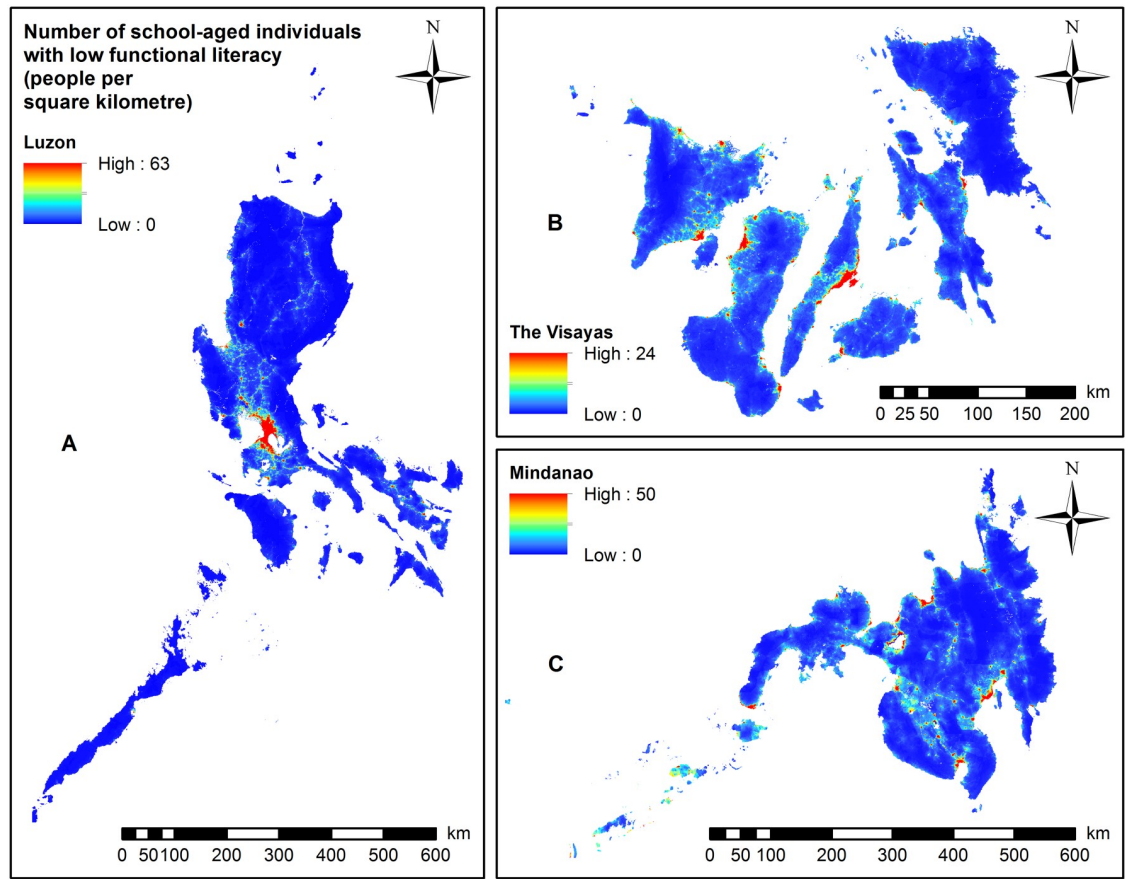 Number of school-aged individuals
with low functional literacy
(people per
square kilometre)
N
Luzon
High : 63
Low : 0
A
km
0 50 100 200 300 400 500 600
N
B
The Visayas
High : 24
Low : 0
km
0 25 50 100 150 200
Mindanao
N
High : 50
Low : 0
C
km
0 50 100 200 300 400 500 600